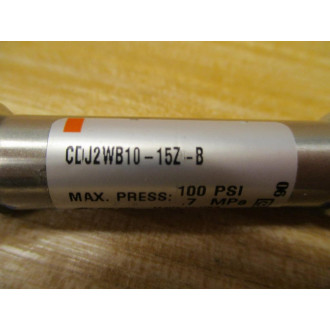 CDJ2WB10-15Z-B
MAX. PRESS: 100 PSI
.7 MPa